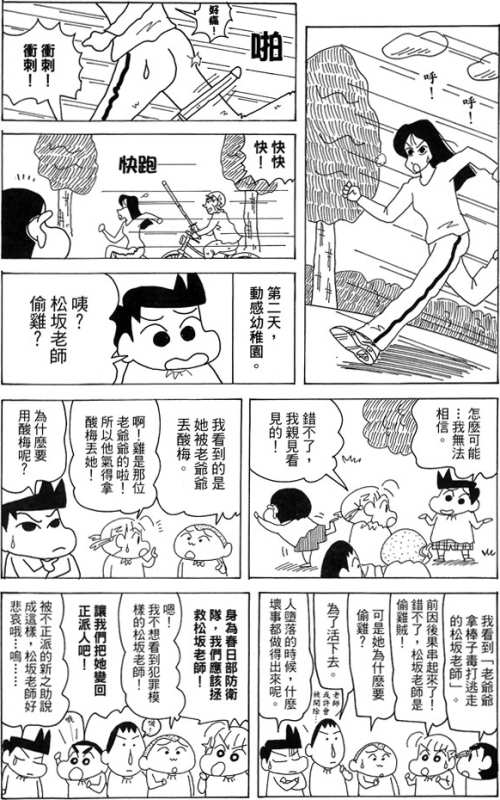 呼！
呼！
啪
好痛！
衝刺！
衝刺！
快快
快！
快跑
第二天，
動感幼稚園。
咦？
松坂老師
偷雞？
怎麼可能
…我無法
相信。
錯不了，
我親見看
見的！
我看到的是
她被老爺爺
丟酸梅。
啊！雞是那位
老爺爺的啦！
所以他氣得拿
酸梅丟她！
為什麼要
用酸梅呢？
我看到「老爺爺
拿棒子毒打逃走
的松坂老師」。
前因後果串起來了！
錯不了，松坂老師是
偷雞賊！
可是她為什麼要
偷雞？
為了活下去。
老師
或許會
被開除
人墮落的時候，什麼
壞事都做得出來呢。
身為春日部防衛
隊，我們應該拯
救松坂老師！
嗯！
我不想看到犯罪模
樣的松坂老師！
哦！
讓我們把她變回
正派人吧！
被不正派的新之助說
成這樣，松坂老師好
悲哀哦…嗚……